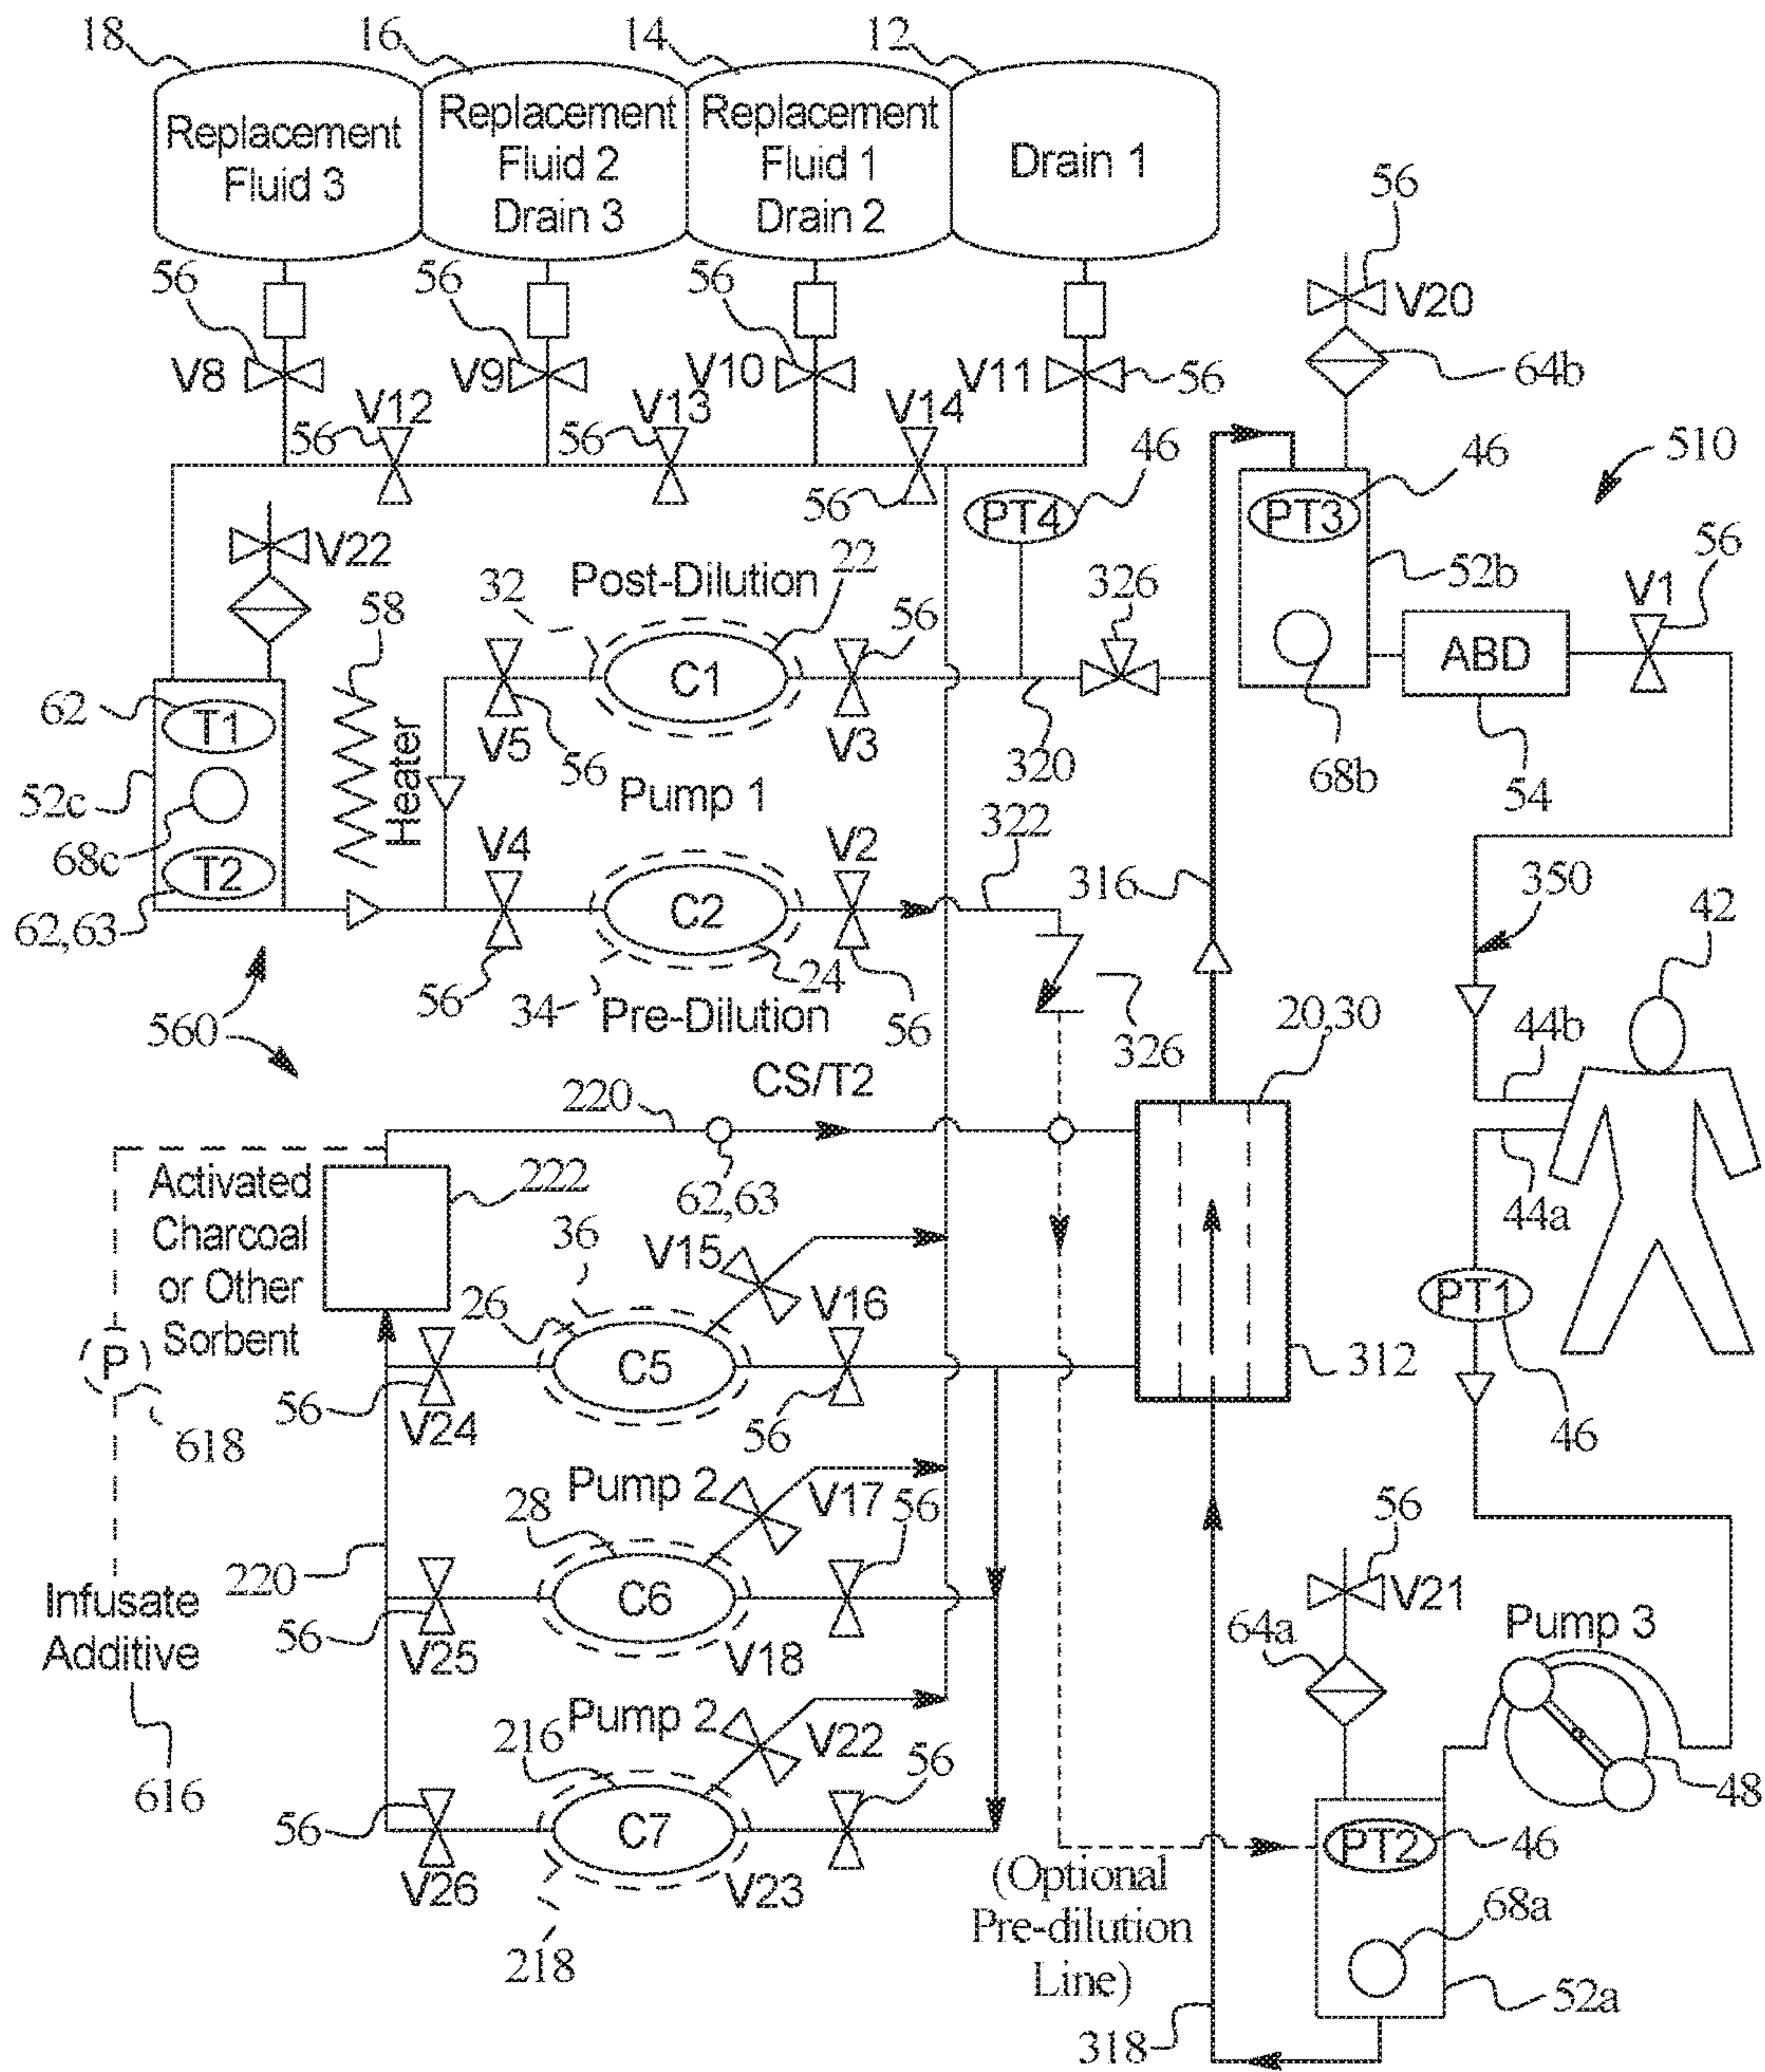 18
16
14
12
Replacement
Fluid 3
Replacement
Fluid 2
Drain 3
Replacement
Fluid 1
Drain 2
Drain 1
56
56
56
56
V20
V8
V9
V10
V11
56
64b
V12
V13
V14
56
56
56
46
46
510
PT4
PT3
V22
56
Post-Dilution
22
32
58
56
326
52b
V1
C1
ABD
62
T1
V5
56
V3
320
68b
54
52c
Heater
Pump 1
322
68c
V4
V2
T2
C2
316
350
42
62,63
56
24
34
Pre-Dilution
56
326
20,30
44b
560
CS/T2
220
Activated
Charcoal
or Other
Sorbent
222
62,63
44a
36
V15
V16
26
PT1
P
C5
312
56
V24
56
618
46
Pump 2
V17
56
28
56
220
C6
V21
Infusate
Additive
56
V25
V18
64a
Pump 3
Pump 2
V22
216
56
616
48
56
C7
PT2
46
V26
V23
(Optional
Pre-dilution
Line)
68a
218
52a
318